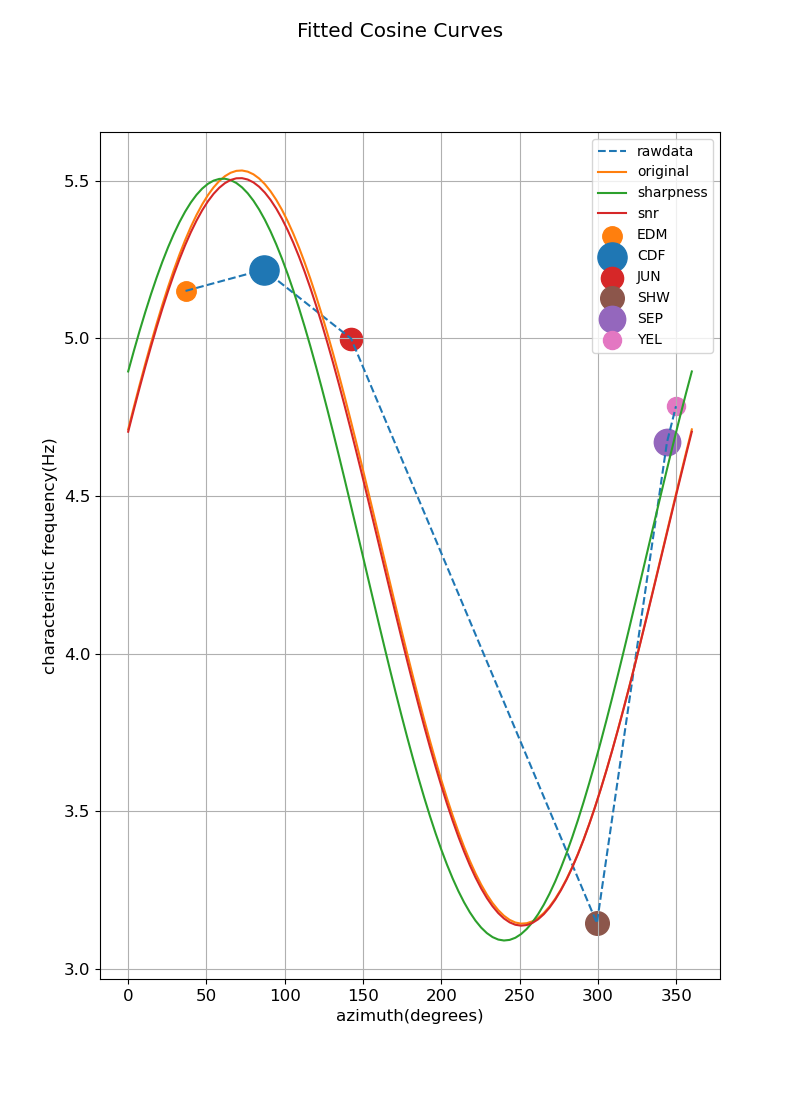 Fitted Cosine Curves
rawdata
original
sharpness
snr
EDM
CDF
JUN
SHW
SEP
YEL
5.5
5.0
4.5
4.0
3.5
3.0
characteristic frequency(Hz)
0 50 100 150 200 250 300 350
azimuth(degrees)